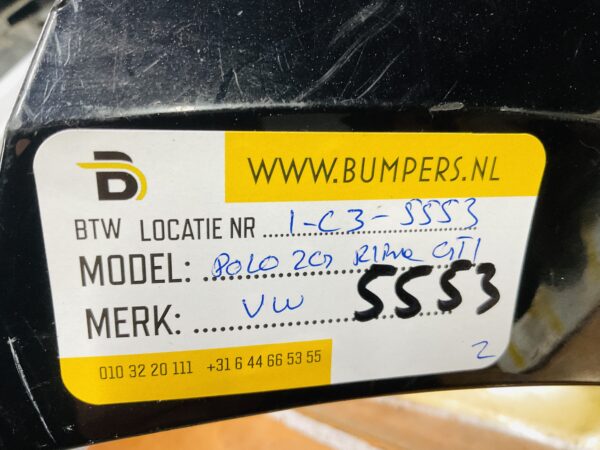 WWW.BUMPERS.NL
BTW LOCATIE NR 1-C3-5553
MODEL: POLO 2G GTI
MERK: VW 5553
010 32 20 111 +31 6 44 66 53 55
2